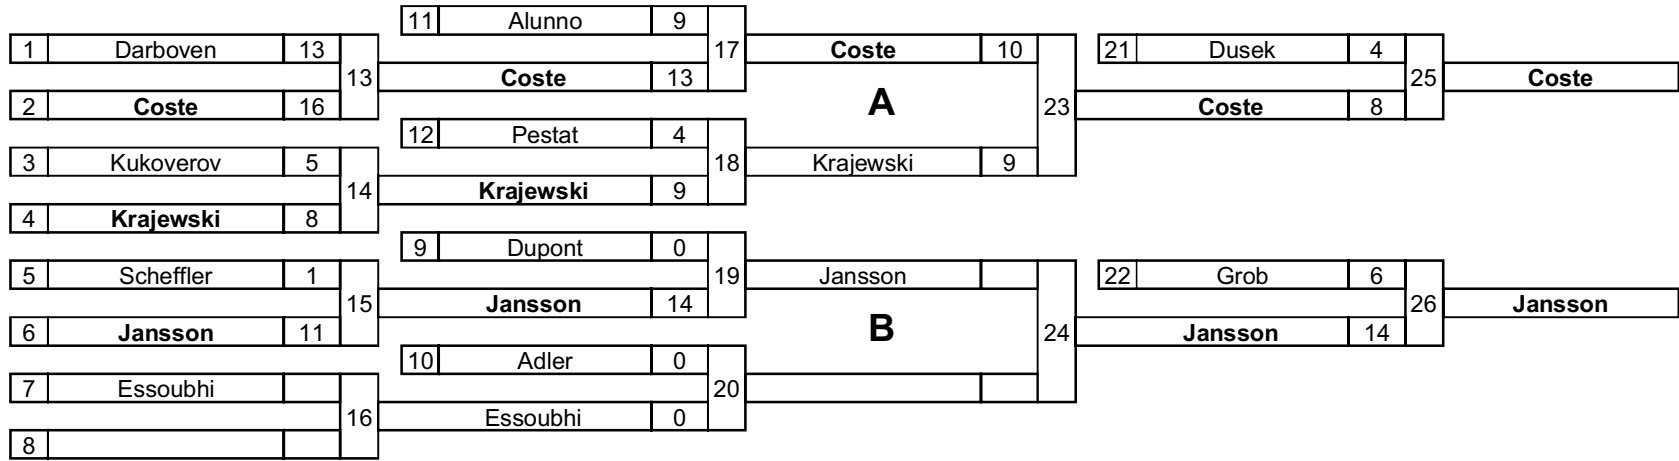 11 Alunno 9
1 Darboven 13 17 Coste 10 21 Dusek 4
13 Coste 13 25 Coste
2 Coste 16 A 23 Coste 8
12 Pestat 4
3 Kukoverov 5 18 Krajewski 9
14 Krajewski 9
4 Krajewski 8
9 Dupont 0
5 Scheffler 1 19 Jansson 22 Grob 6
15 Jansson 14 26 Jansson
6 Jansson 11 B 24 Jansson 14
10 Adler 0
7 Essoubhi 20
16 Essoubhi 0
8